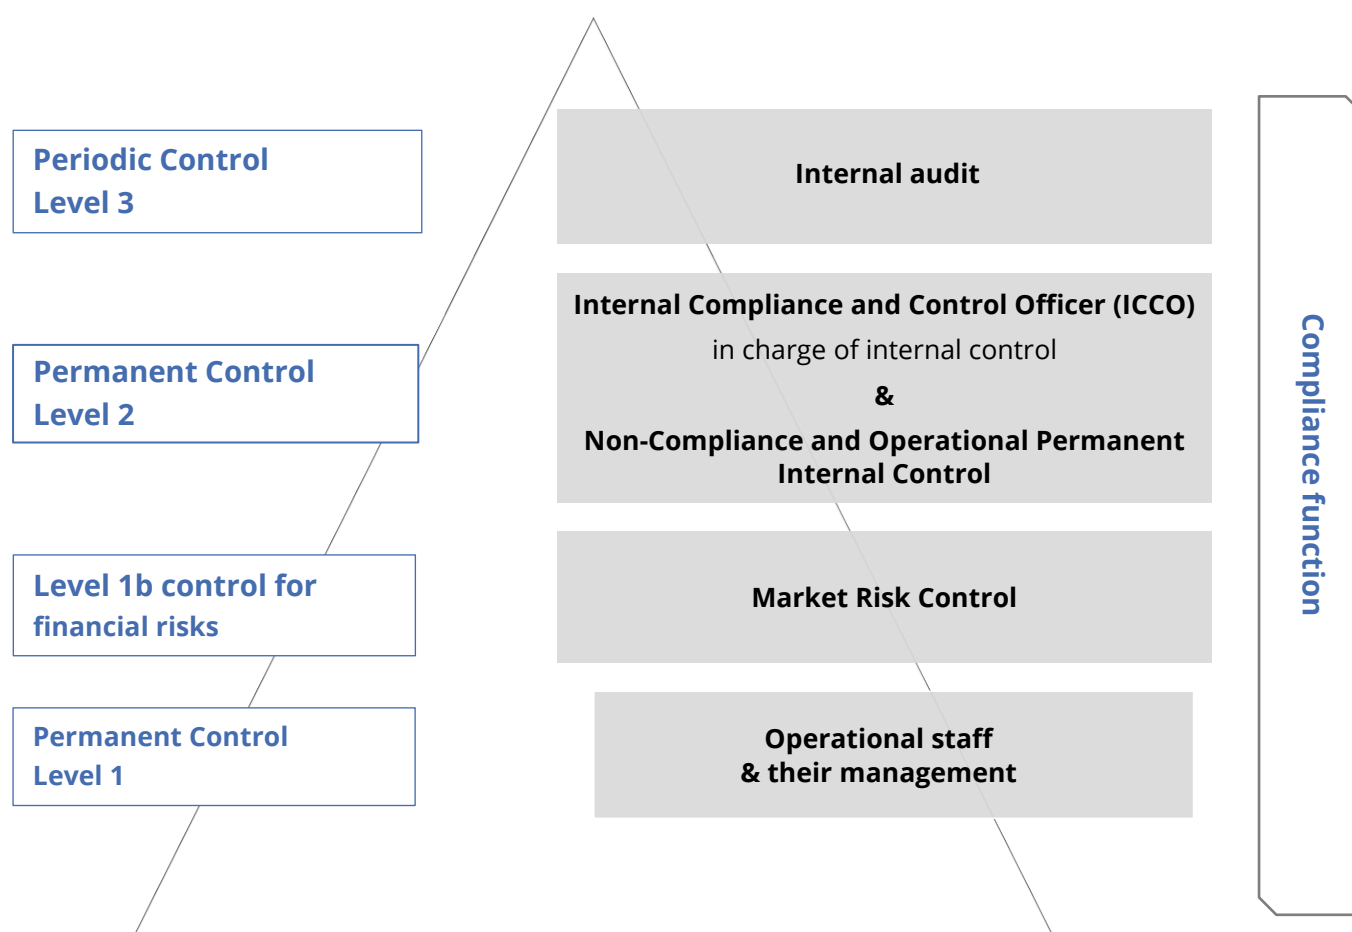 Periodic Control
Level 3
Internal audit
Permanent Control
Level 2
Internal Compliance and Control Officer (ICCO)
in charge of internal control
&
Non-Compliance and Operational Permanent
Internal Control
Level 1b control for
financial risks
Market Risk Control
Permanent Control
Level 1
Operational staff
& their management
Compliance function